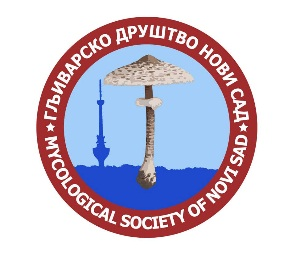 ГЉИВАРСКО ДРУШТВО НОВИ САД
MYCOLOGICAL SOCIETY OF NOVI SAD